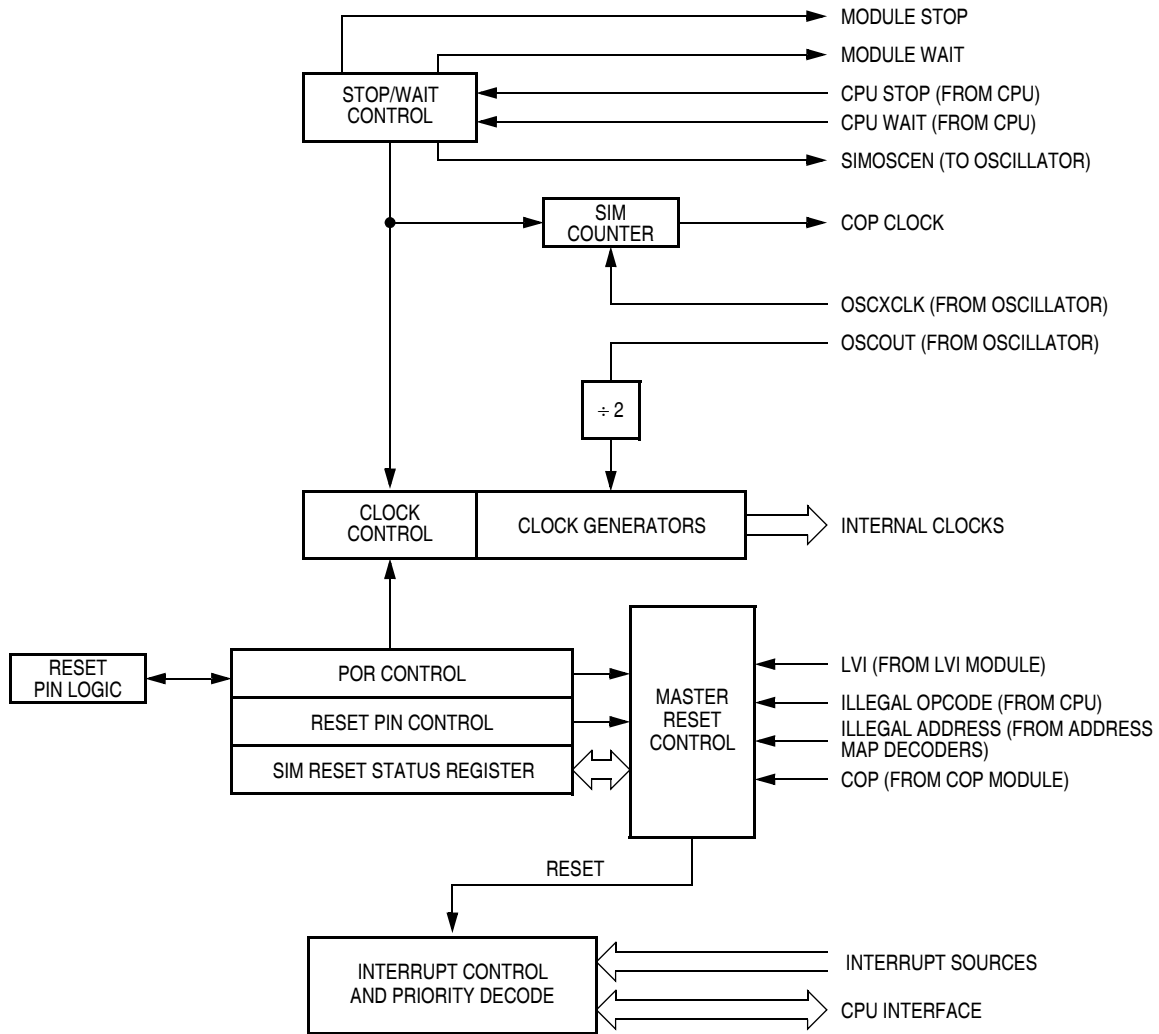 MODULE STOP
MODULE WAIT
STOP/WAIT
CONTROL
CPU STOP (FROM CPU)
CPU WAIT (FROM CPU)
SIMOSCEN (TO OSCILLATOR)
SIM
COUNTER
COP CLOCK
OSCXCLK (FROM OSCILLATOR)
OSCOUT (FROM OSCILLATOR)
÷ 2
CLOCK
CONTROL
CLOCK GENERATORS
INTERNAL CLOCKS
RESET
PIN LOGIC
POR CONTROL
RESET PIN CONTROL
SIM RESET STATUS REGISTER
MASTER
RESET
CONTROL
LVI (FROM LVI MODULE)
ILLEGAL OPCODE (FROM CPU)
ILLEGAL ADDRESS (FROM ADDRESS
MAP DECODERS)
COP (FROM COP MODULE)
RESET
INTERRUPT CONTROL
AND PRIORITY DECODE
INTERRUPT SOURCES
CPU INTERFACE